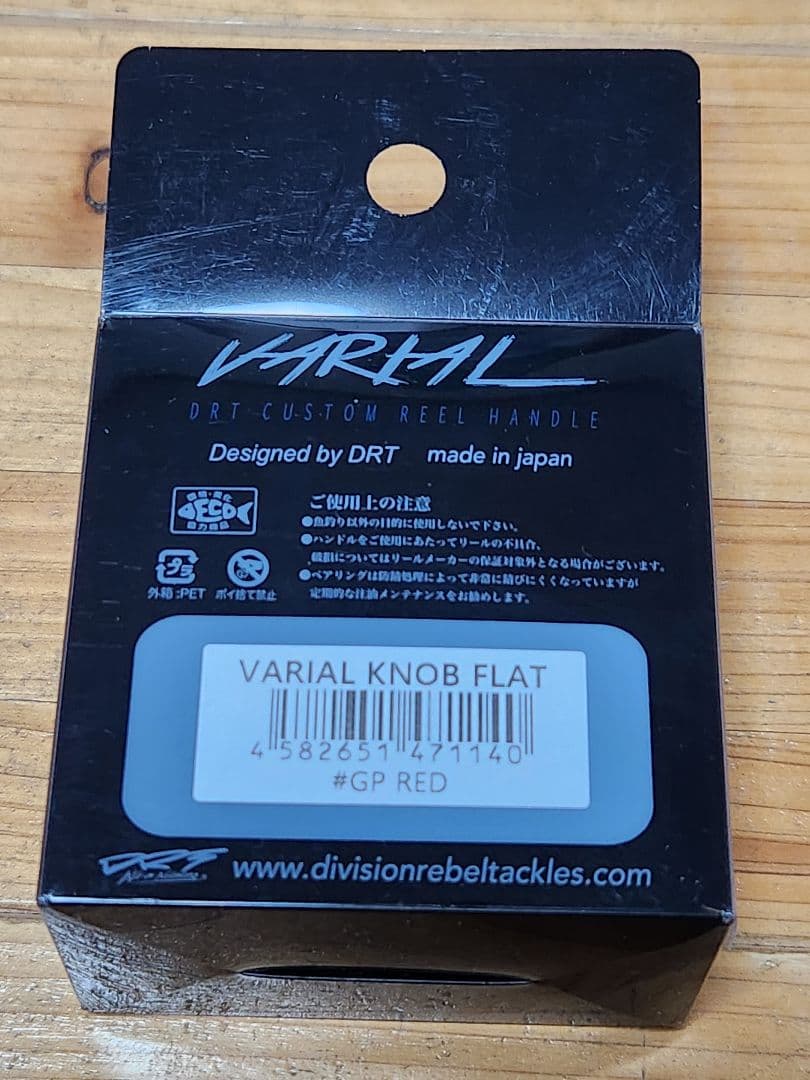 VARIAL
DRT CUSTOM REEL HANDLE
Designed by DRT made in japan
ECO
協力商品
プラ
外箱:PET ポイ捨て禁止
ご使用上の注意
●魚釣り以外の目的に使用しないで下さい。
●ハンドルをご使用にあたってリールの不具合、
破損についてはリールメーカーの保証対象外となる場合がございます。
●ベアリングは防錆処理によって非常に錆びにくくなっていますが
定期的な注油メンテナンスをお勧めします。
VARIAL KNOB FLAT
4 582651 471140
#GP RED
DRT
www.divisionrebeltackles.com